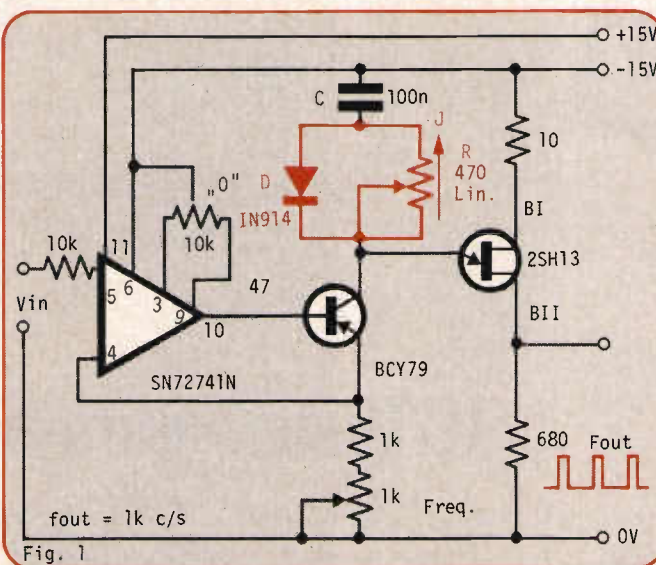 +15V
-15V
C
100n
J
D
R
470
Lin.
IN914
10
„O"
10k
10k
11
6
5
3
9
10
4
47
BI
2SH13
BII
Vin
BCY79
SN72741N
1k
1k
680
Fout
Freq.
fout = 1k c/s
0V
Fig. 1